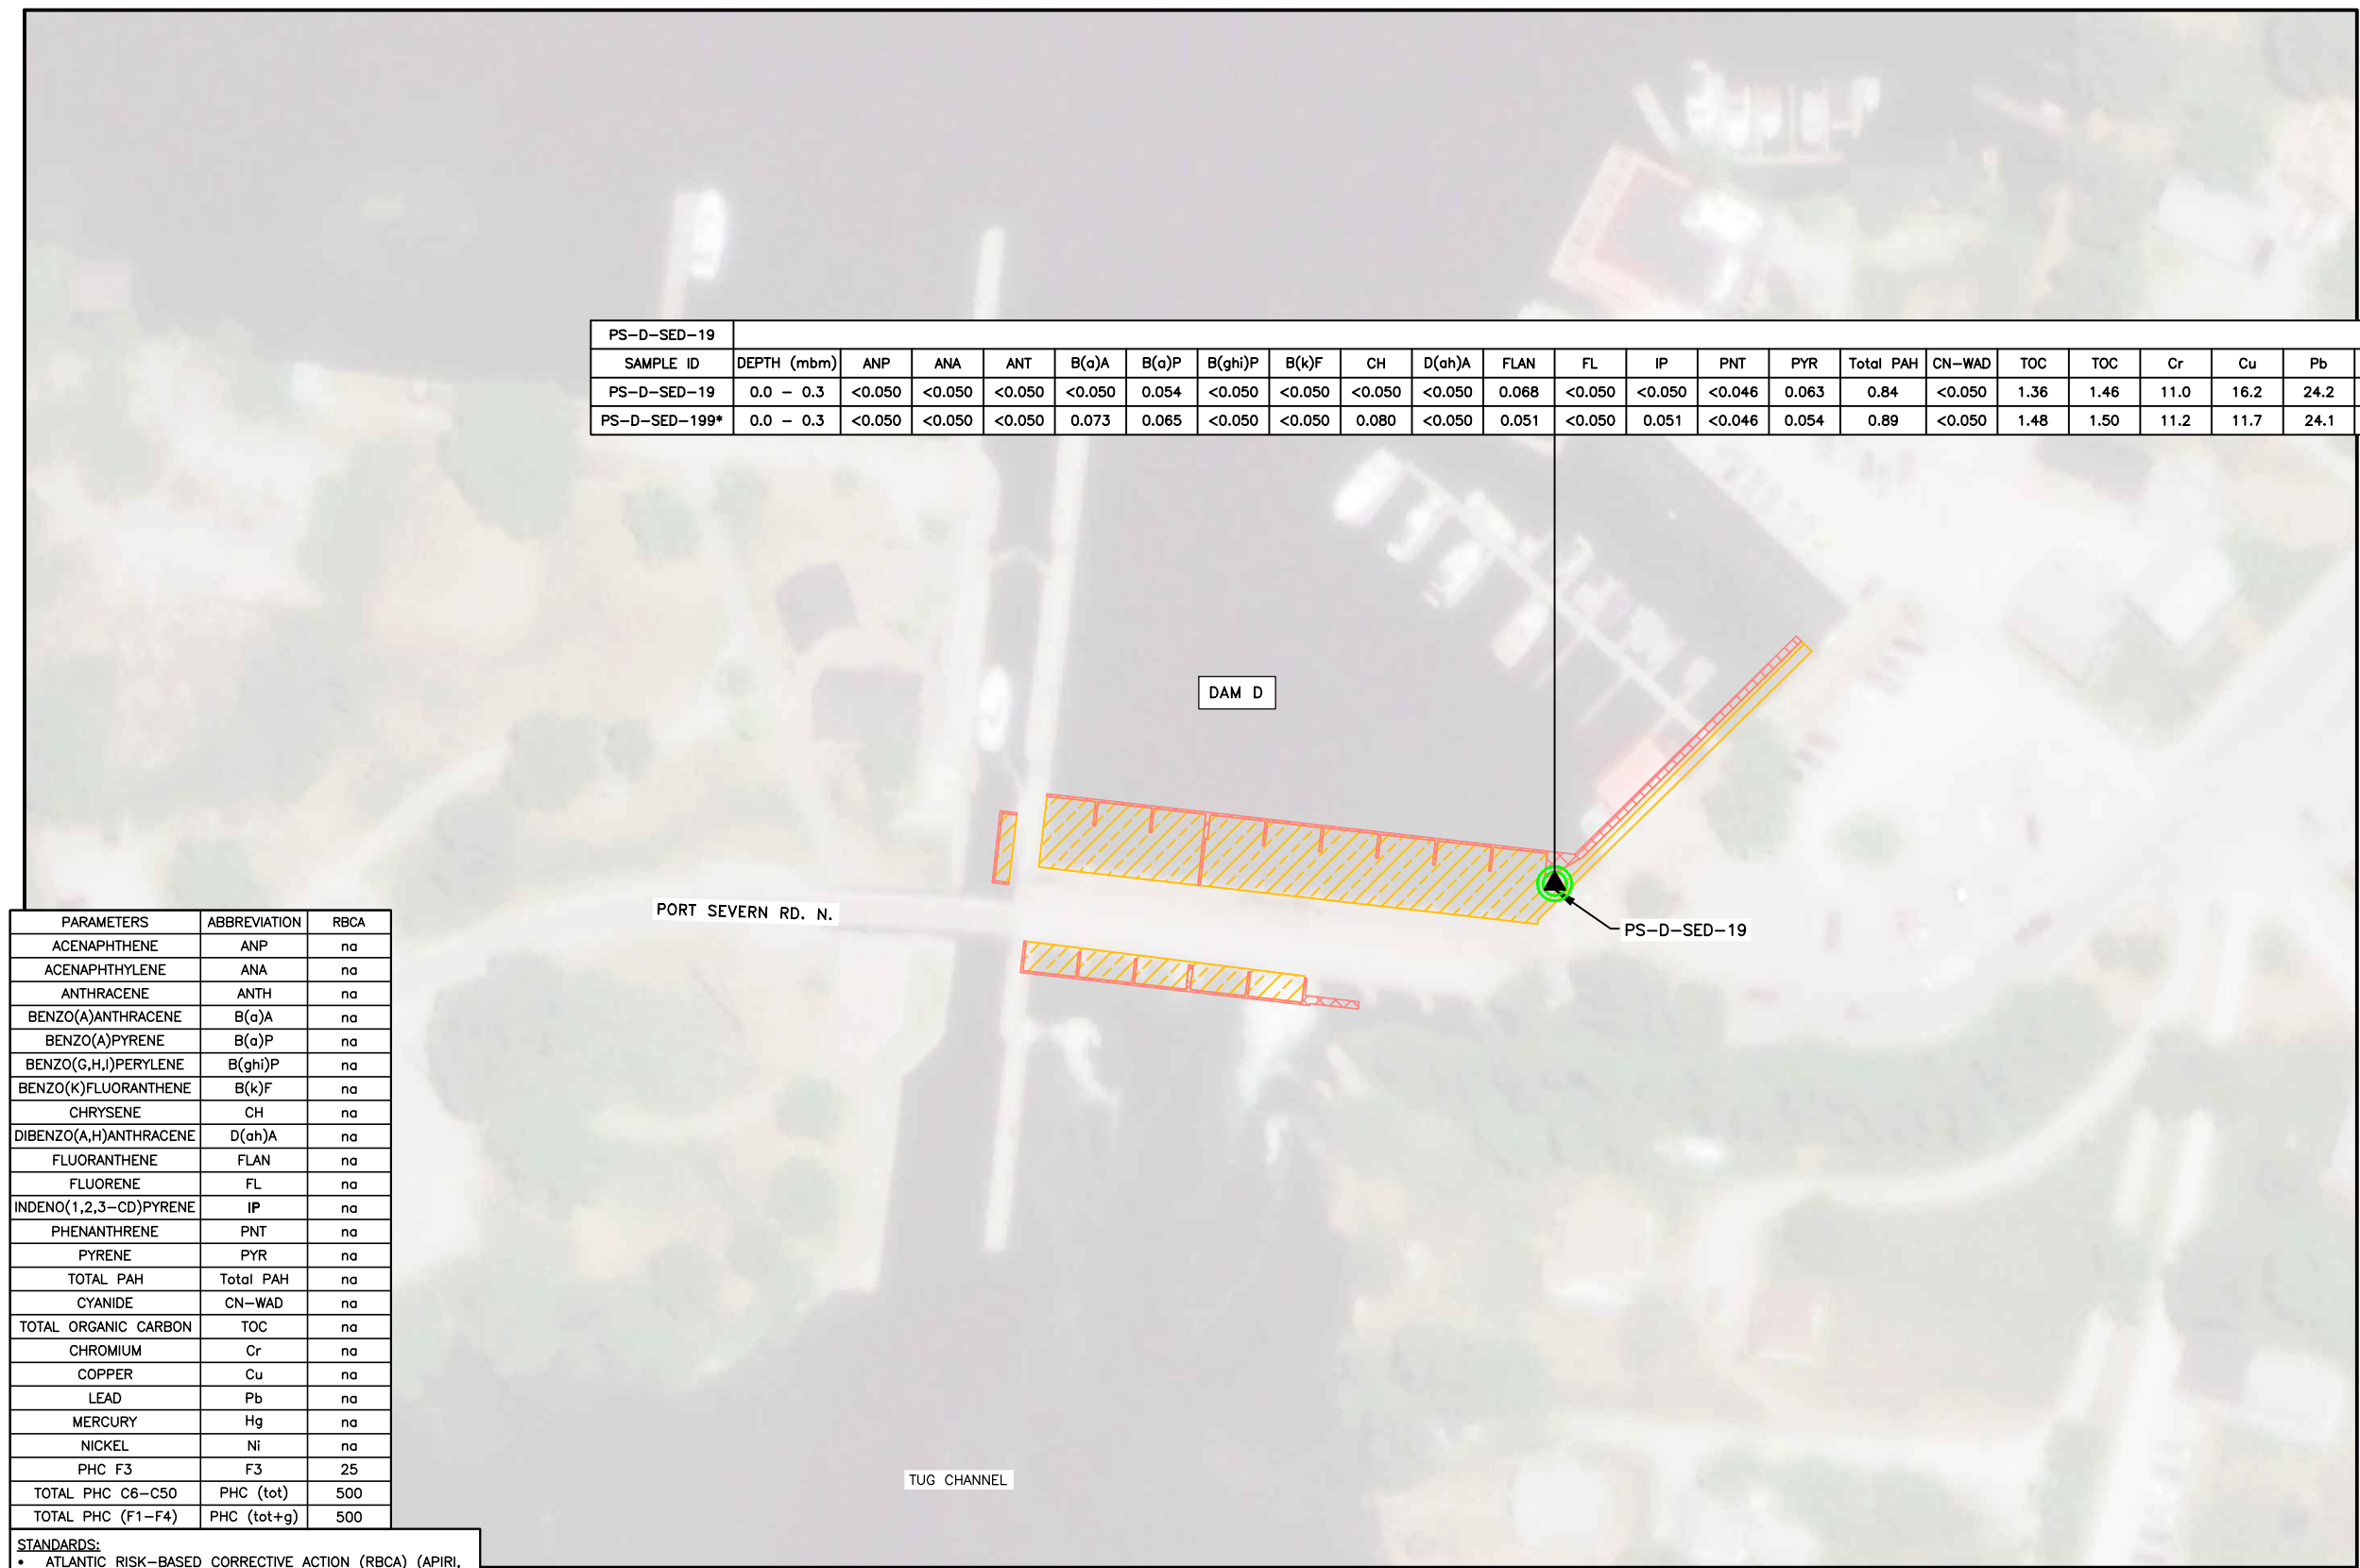 PS-D-SED-19
SAMPLE ID DEPTH (mbm) ANP ANA ANT B(a)A B(a)P B(ghi)P B(k)F CH D(ah)A FLAN FL IP PNT PYR Total PAH CN-WAD TOC TOC Cr Cu Pb
PS-D-SED-19 0.0 - 0.3 <0.050 <0.050 <0.050 <0.050 0.054 <0.050 <0.050 <0.050 <0.050 0.068 <0.050 <0.050 <0.046 0.063 0.84 <0.050 1.36 1.46 11.0 16.2 24.2
PS-D-SED-199* 0.0 - 0.3 <0.050 <0.050 <0.050 0.073 0.065 <0.050 <0.050 0.080 <0.050 0.051 <0.050 0.051 <0.046 0.054 0.89 <0.050 1.48 1.50 11.2 11.7 24.1
DAM D
PORT SEVERN RD. N.
PS-D-SED-19
PARAMETERS ABBREVIATION RBCA
ACENAPHTHENE ANP na
ACENAPHTHYLENE ANA na
ANTHRACENE ANTH na
BENZO(A)ANTHRACENE B(a)A na
BENZO(A)PYRENE B(a)P na
BENZO(G,H,I)PERYLENE B(ghi)P na
BENZO(K)FLUORANTHENE B(k)F na
CHRYSENE CH na
DIBENZO(A,H)ANTHRACENE D(ah)A na
FLUORANTHENE FLAN na
FLUORENE FL na
INDENO(1,2,3-CD)PYRENE IP na
PHENANTHRENE PNT na
PYRENE PYR na
TOTAL PAH Total PAH na
CYANIDE CN-WAD na
TOTAL ORGANIC CARBON TOC na
CHROMIUM Cr na
COPPER Cu na
LEAD Pb na
MERCURY Hg na
NICKEL Ni na
PHC F3 F3 25
TOTAL PHC C6-C50 PHC (tot) 500
TOTAL PHC (F1-F4) PHC (tot+g) 500
TUG CHANNEL
STANDARDS:
• ATLANTIC RISK-BASED CORRECTIVE ACTION (RBCA) (APIRI,